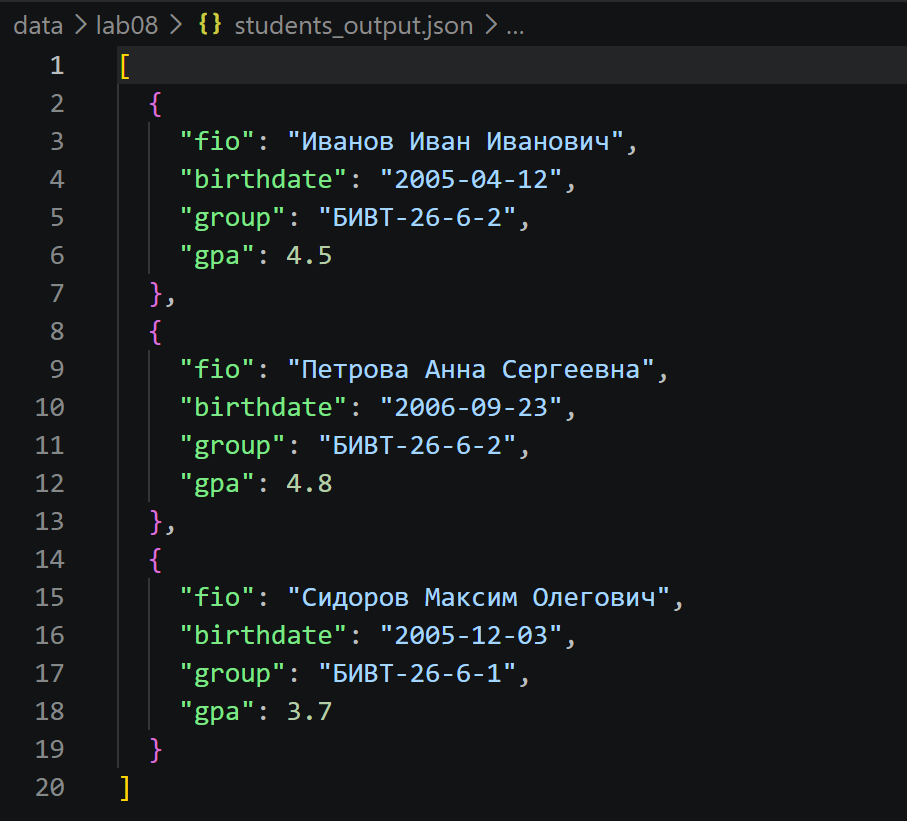 data > lab08 > {} students_output.json > ...
1 [
2 {
3 "fio": "Иванов Иван Иванович",
4 "birthdate": "2005-04-12",
5 "group": "БИВТ-26-6-2",
6 "gpa": 4.5
7 },
8 {
9 "fio": "Петрова Анна Сергеевна",
10 "birthdate": "2006-09-23",
11 "group": "БИВТ-26-6-2",
12 "gpa": 4.8
13 },
14 {
15 "fio": "Сидоров Максим Олегович",
16 "birthdate": "2005-12-03",
17 "group": "БИВТ-26-6-1",
18 "gpa": 3.7
19 }
20 ]